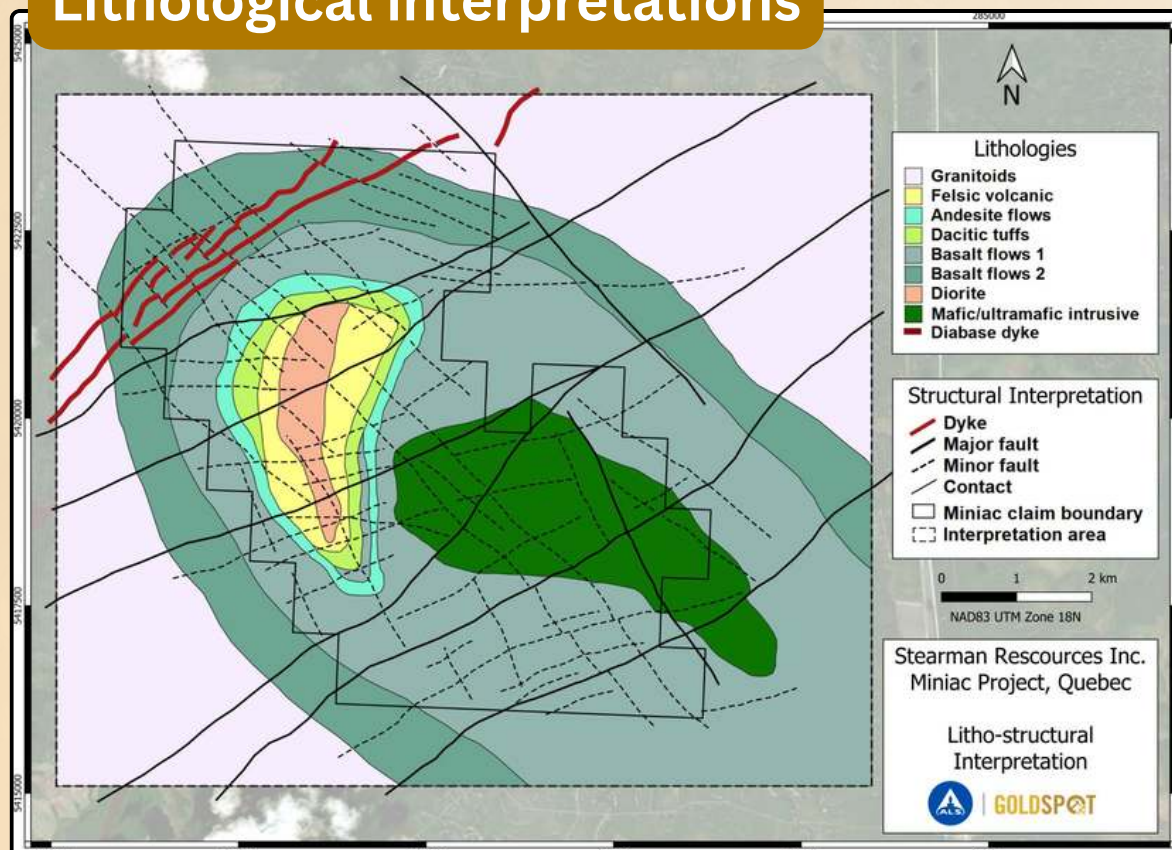 Lithological Interpretations
285000
5425000
5422500
5420000
5417500
5415000
N
Lithologies
Granitoids
Felsic volcanic
Andesite flows
Dacitic tuffs
Basalt flows 1
Basalt flows 2
Diorite
Mafic/ultramafic intrusive
Diabase dyke
Structural Interpretation
Dyke
Major fault
Minor fault
Contact
Miniac claim boundary
Interpretation area
0 1 2 km
NAD83 UTM Zone 18N
Stearman Rescources Inc.
Miniac Project, Quebec
Litho-structural
Interpretation
ALS GOLDSPOT